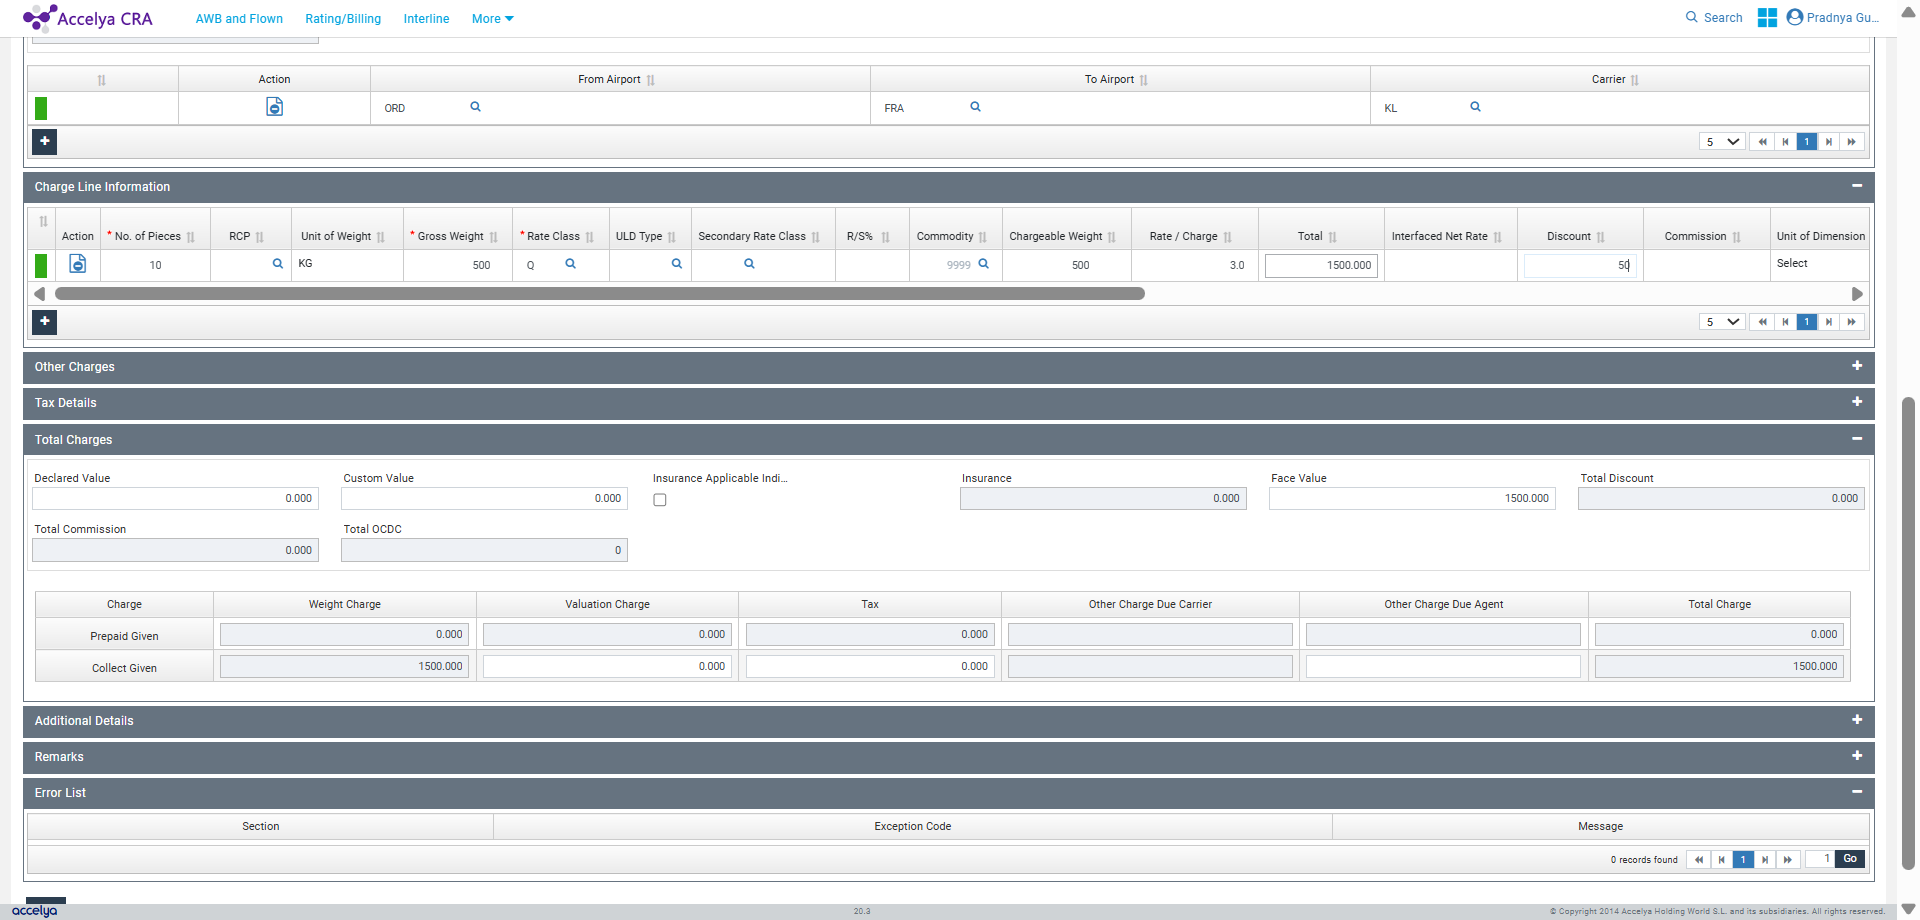 Accelya CRA
AWB and Flown Rating/Billing Interline More
Search Pradnya Gu...
Action From Airport To Airport Carrier
ORD FRA KL
+ 5 1
Charge Line Information
Action * No. of Pieces RCP Unit of Weight * Gross Weight * Rate Class ULD Type Secondary Rate Class R/S% Commodity Chargeable Weight Rate / Charge Total Interfaced Net Rate Discount Commission Unit of Dimension
10 KG 500 Q 9999 500 3.0 1500.000 50 Select
+ 5 1
Other Charges
Tax Details
Total Charges
Declared Value Custom Value Insurance Applicable Indi... Insurance Face Value Total Discount
0.000 0.000 0.000 1500.000 0.000
Total Commission Total OCDC
0.000 0
Charge Weight Charge Valuation Charge Tax Other Charge Due Carrier Other Charge Due Agent Total Charge
Prepaid Given 0.000 0.000 0.000 0.000
Collect Given 1500.000 0.000 0.000 1500.000
Additional Details
Remarks
Error List
Section Exception Code Message
0 records found 1 1 Go
accelya 20.3 © Copyright 2014 Accelya Holding World S.L. and its subsidiaries. All rights reserved.